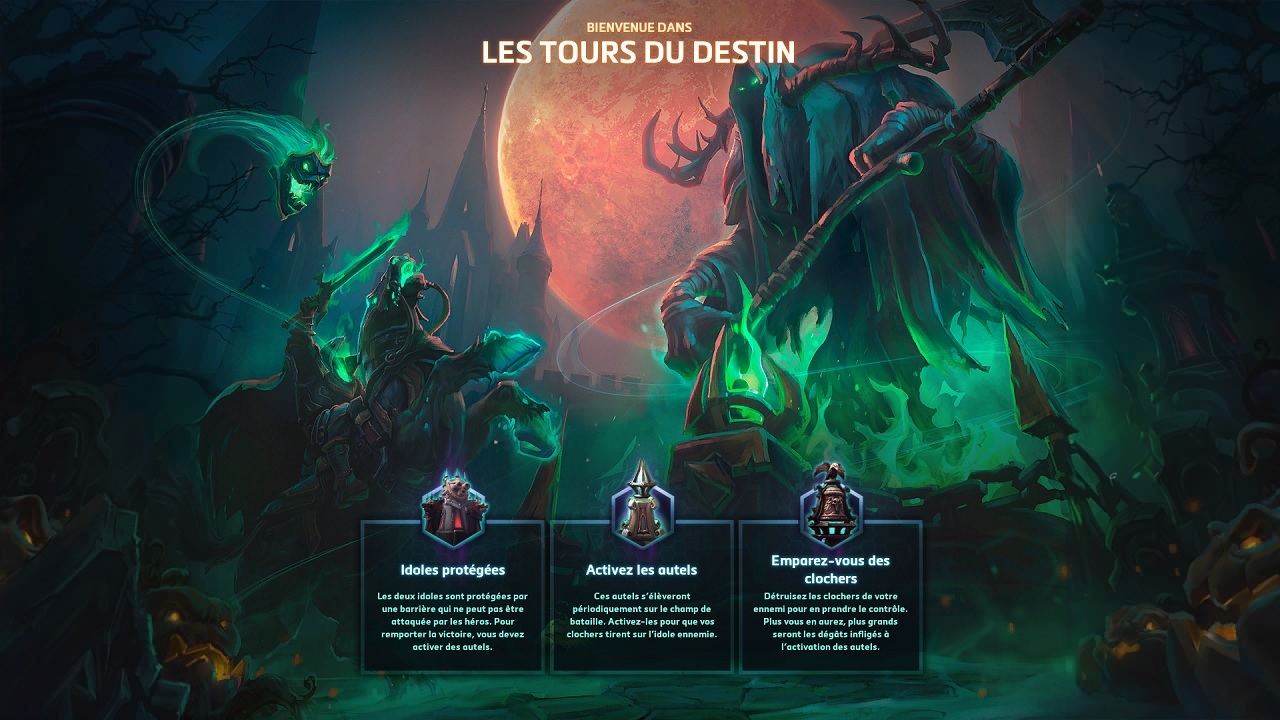 BIENVENUE DANS
LES TOURS DU DESTIN
Idoles protégées
Les deux idoles sont protégées par
une barrière qui ne peut pas être
attaquée par les héros. Pour
remporter la victoire, vous devez
activer des autels.
Activez les autels
Ces autels s'élèveront
périodiquement sur le champ de
bataille. Activez-les pour que vos
clochers tirent sur l'idole ennemie.
Emparez-vous des
clochers
Détruisez les clochers de votre
ennemi pour en prendre le contrôle.
Plus vous en aurez, plus grands
seront les dégâts infligés à
l'activation des autels.